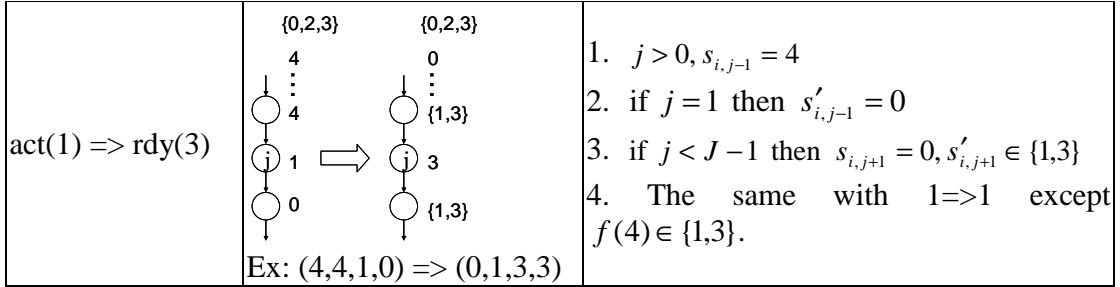 act(1) => rdy(3)
{0,2,3} {0,2,3}
4 0
4 {1,3}
j 1 j 3
0 {1,3}
Ex: (4,4,1,0) => (0,1,3,3)
1. j > 0, s_{i,j−1} = 4
2. if j = 1 then s′_{i,j−1} = 0
3. if j < J − 1 then s_{i,j+1} = 0, s′_{i,j+1} ∈ {1,3}
4. The same with 1=>1 except
f(4) ∈ {1,3}.